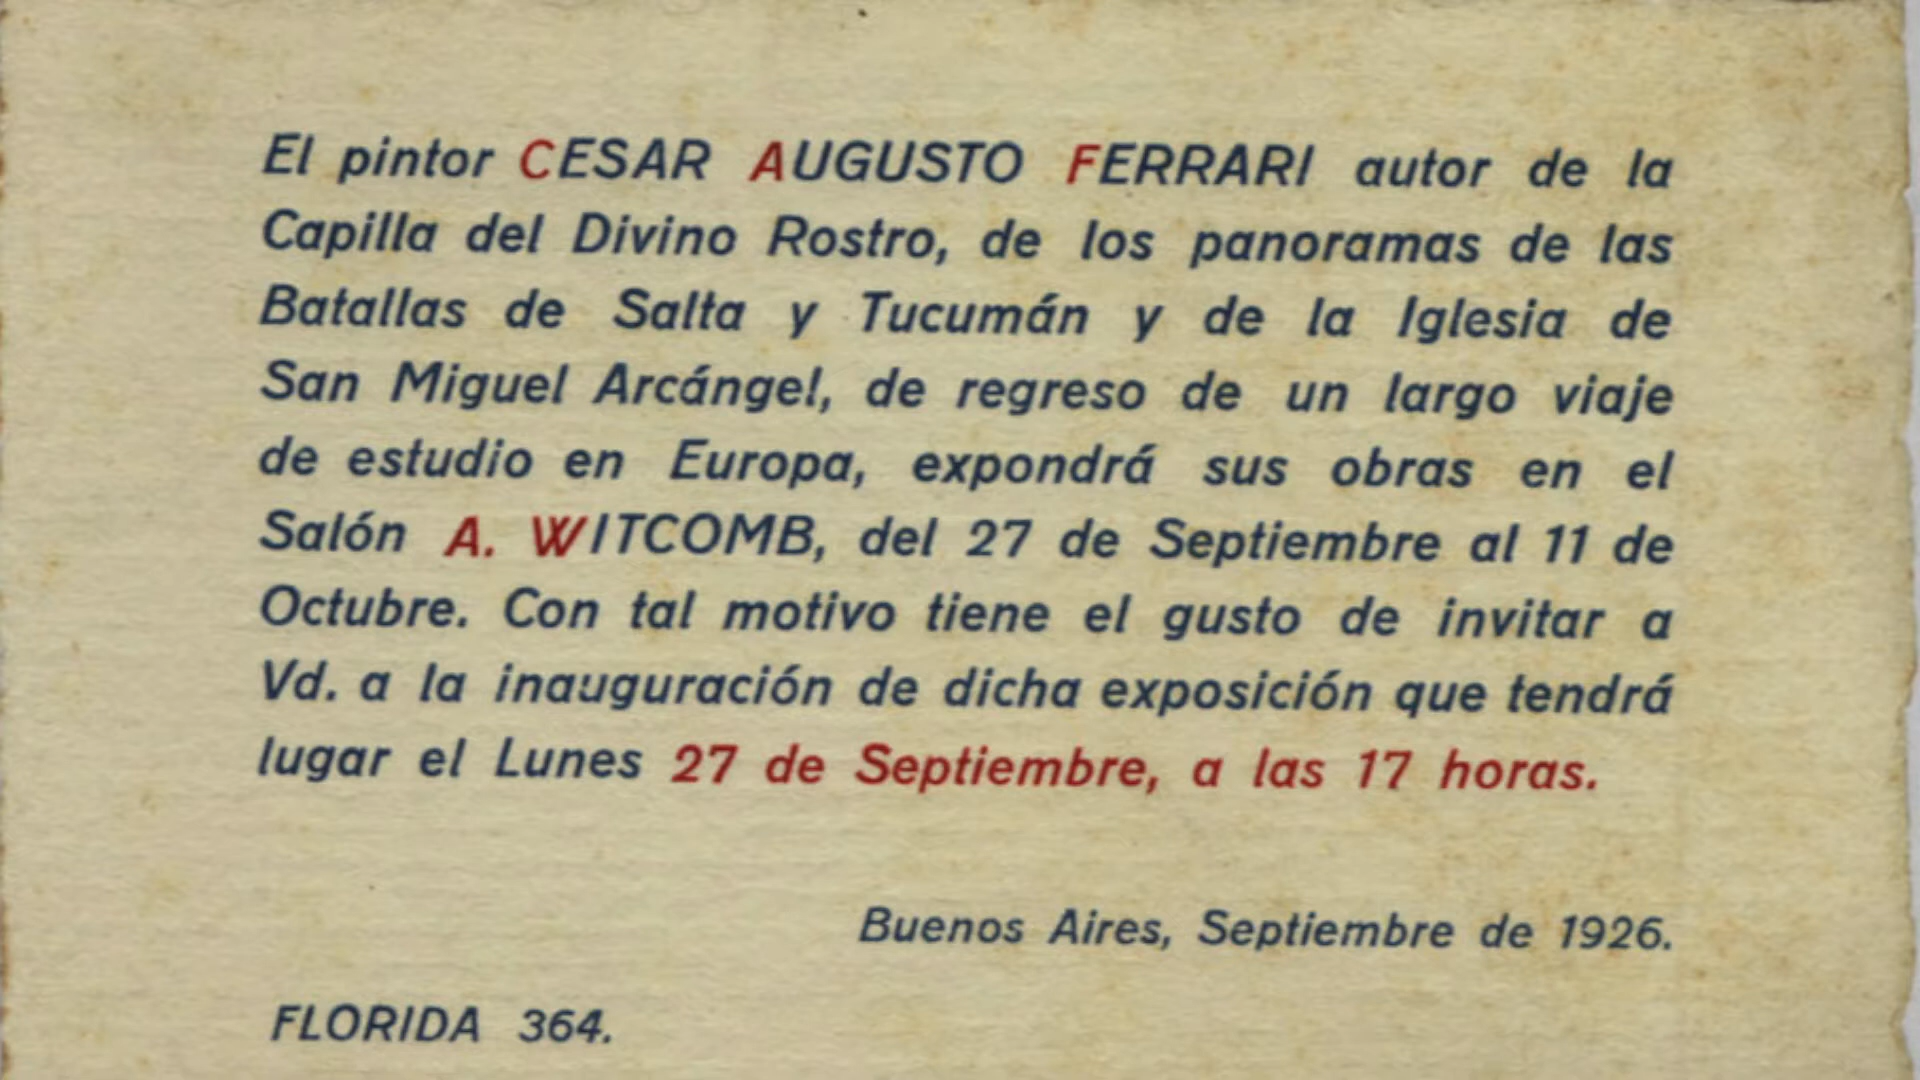 El pintor CESAR AUGUSTO FERRARI autor de la
Capilla del Divino Rostro, de los panoramas de las
Batallas de Salta y Tucumán y de la Iglesia de
San Miguel Arcángel, de regreso de un largo viaje
de estudio en Europa, expondrá sus obras en el
Salón A. WITCOMB, del 27 de Septiembre al 11 de
Octubre. Con tal motivo tiene el gusto de invitar a
Vd. a la inauguración de dicha exposición que tendrá
lugar el Lunes 27 de Septiembre, a las 17 horas.
Buenos Aires, Septiembre de 1926.
FLORIDA 364.